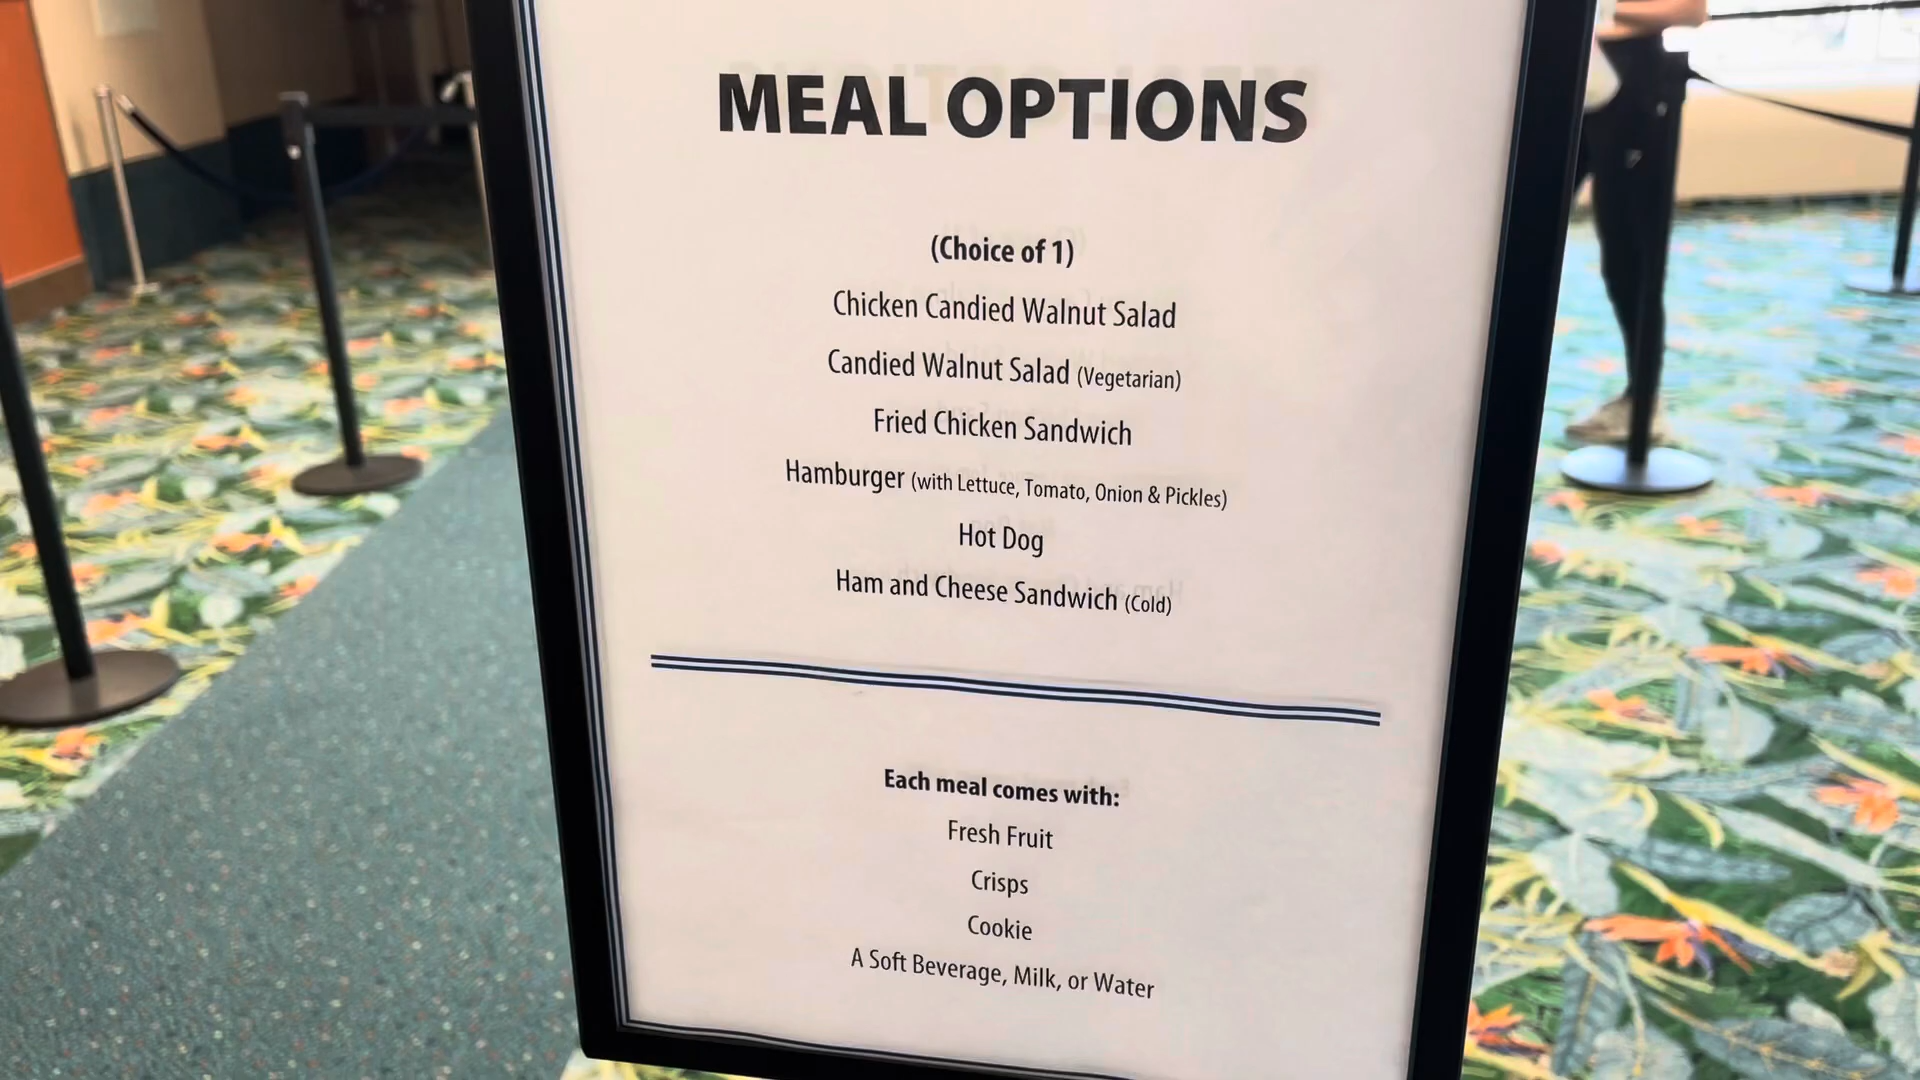 MEAL OPTIONS
(Choice of 1)
Chicken Candied Walnut Salad
Candied Walnut Salad (Vegetarian)
Fried Chicken Sandwich
Hamburger (with Lettuce, Tomato, Onion & Pickles)
Hot Dog
Ham and Cheese Sandwich (Cold)
Each meal comes with:
Fresh Fruit
Crisps
Cookie
A Soft Beverage, Milk, or Water